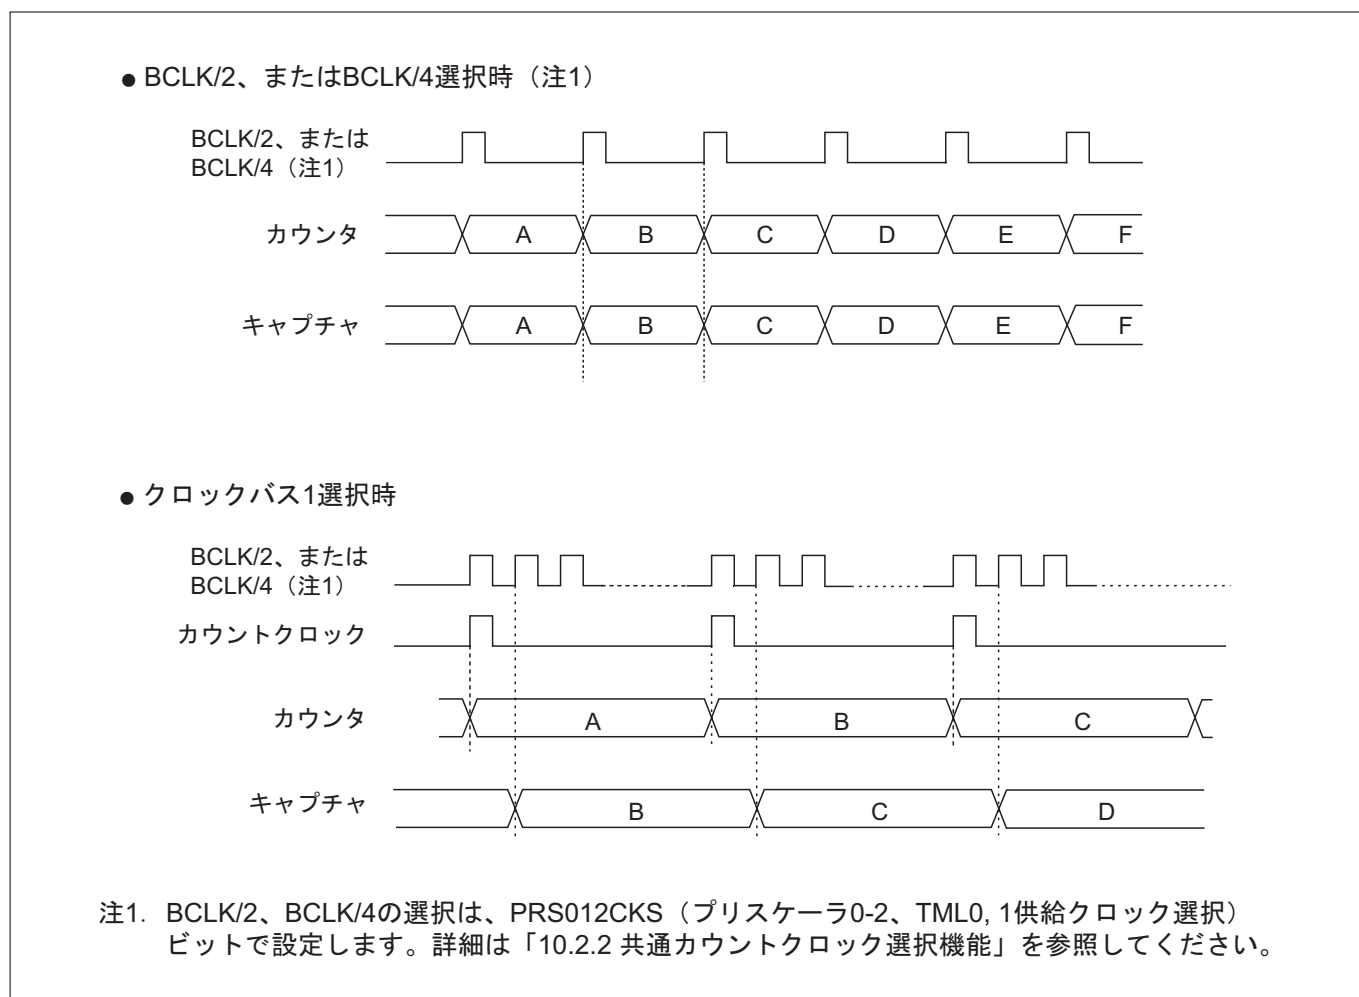 ● BCLK/2、またはBCLK/4選択時（注1）
BCLK/2、または
BCLK/4（注1）
カウンタ
A B C D E F
キャプチャ
A B C D E F
● クロックバス1選択時
BCLK/2、または
BCLK/4（注1）
カウントクロック
カウンタ
A B C
キャプチャ
B C D
注1. BCLK/2、BCLK/4の選択は、PRS012CKS（プリスケーラ0-2、TML0, 1供給クロック選択）
ビットで設定します。詳細は「10.2.2 共通カウントクロック選択機能」を参照してください。